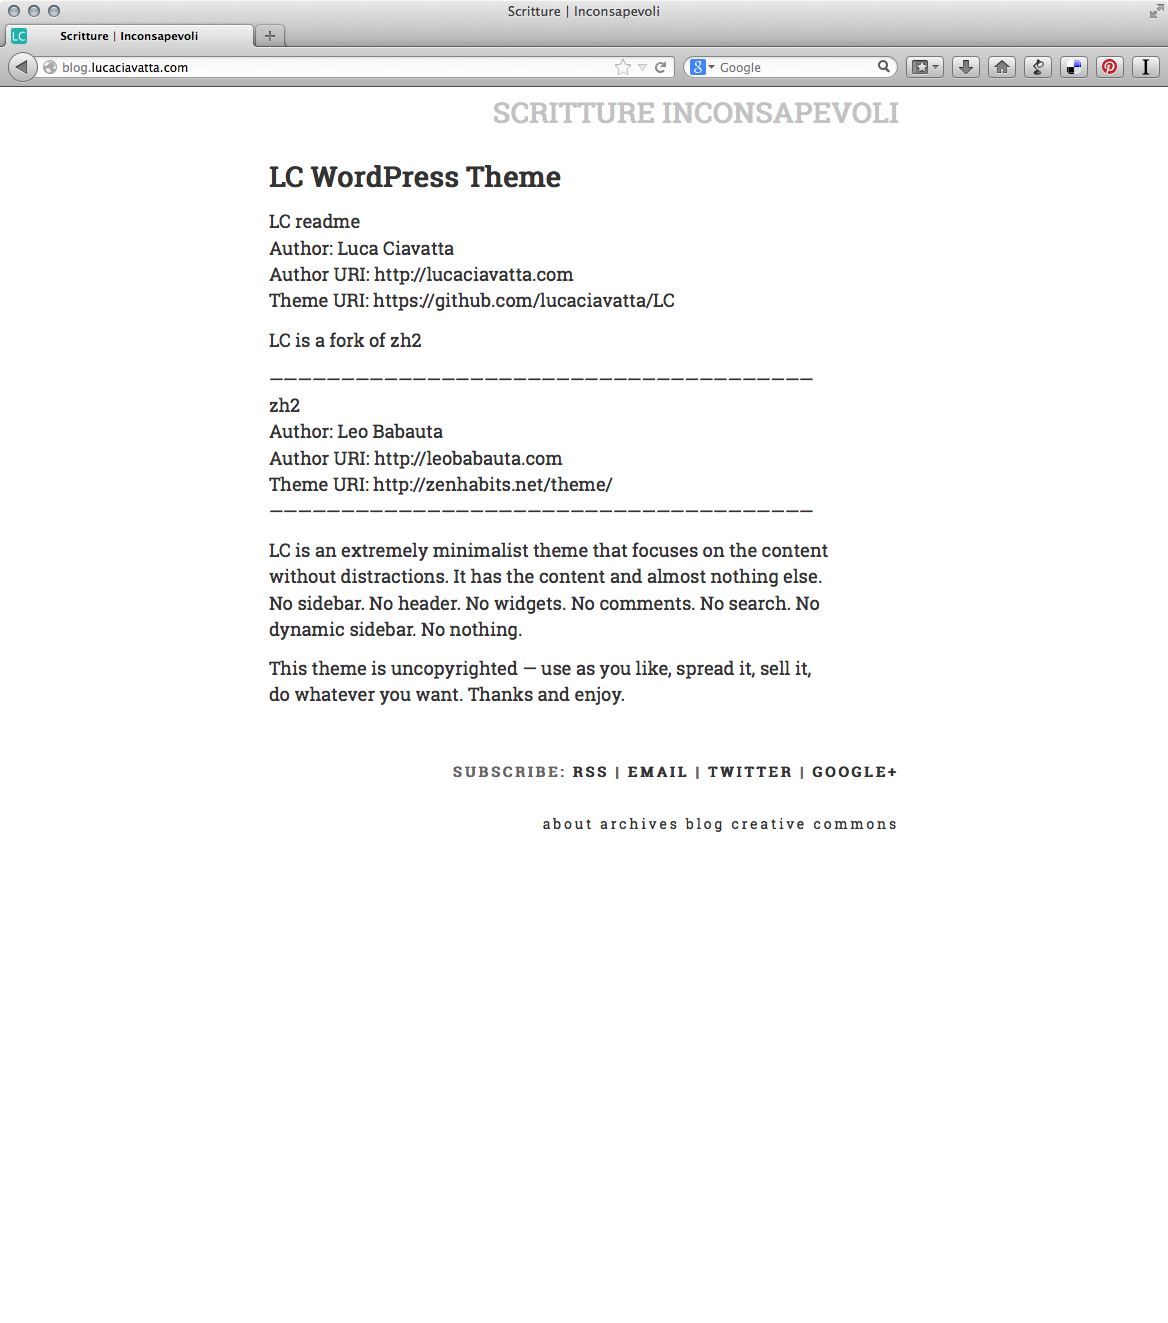 Scritture | Inconsapevoli
LC Scritture | Inconsapevoli
blog.lucaciavatta.com
8 Google
SCRITTURE INCONSAPEVOLI
LC WordPress Theme
LC readme
Author: Luca Ciavatta
Author URI: http://lucaciavatta.com
Theme URI: https://github.com/lucaciavatta/LC
LC is a fork of zh2
——————————————————————————————————————
zh2
Author: Leo Babauta
Author URI: http://leobabauta.com
Theme URI: http://zenhabits.net/theme/
——————————————————————————————————————
LC is an extremely minimalist theme that focuses on the content
without distractions. It has the content and almost nothing else.
No sidebar. No header. No widgets. No comments. No search. No
dynamic sidebar. No nothing.
This theme is uncopyrighted — use as you like, spread it, sell it,
do whatever you want. Thanks and enjoy.
SUBSCRIBE: RSS | EMAIL | TWITTER | GOOGLE+
about archives blog creative commons